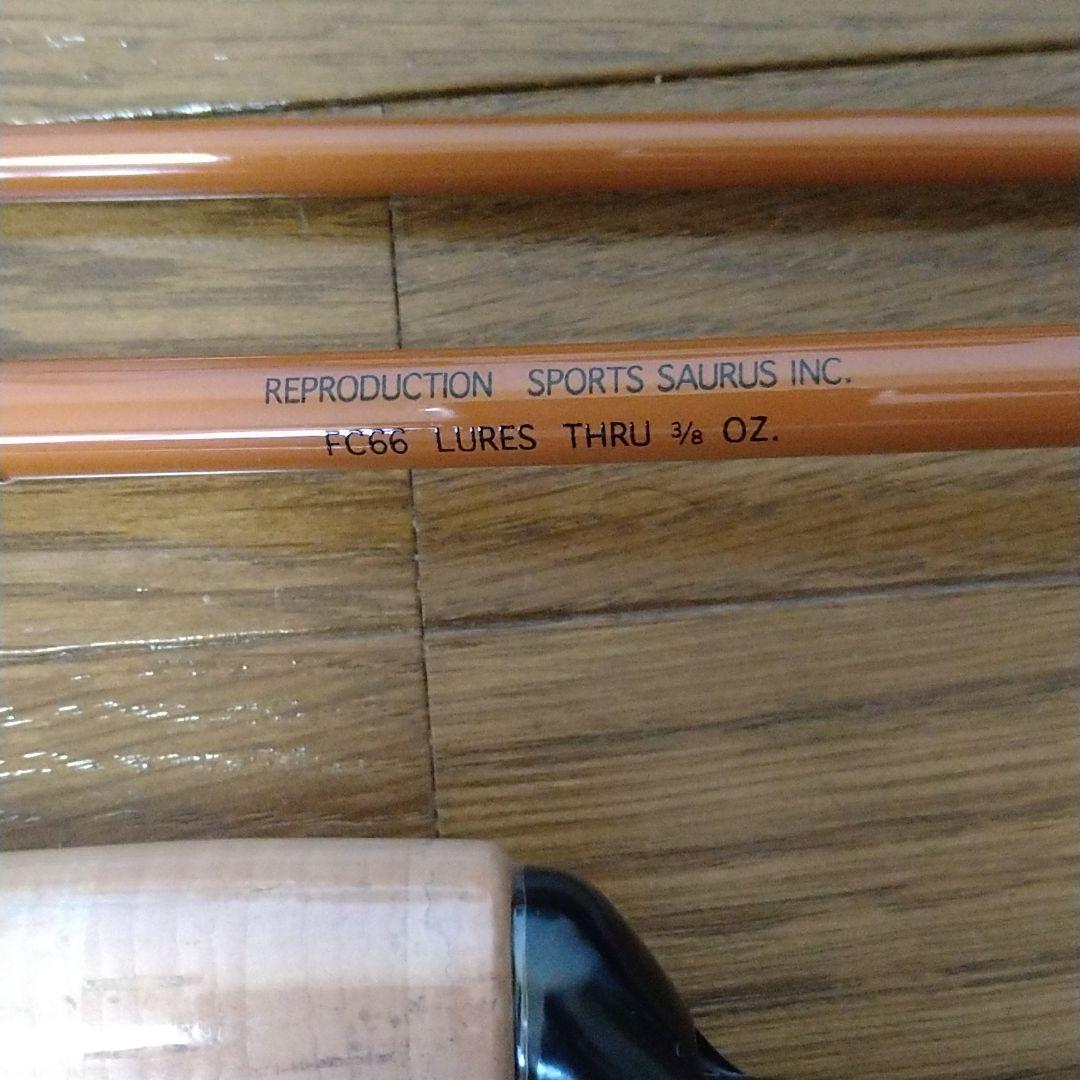 REPRODUCTION SPORTS SAURUS INC.
FC66 LURES THRU 3/8 OZ.